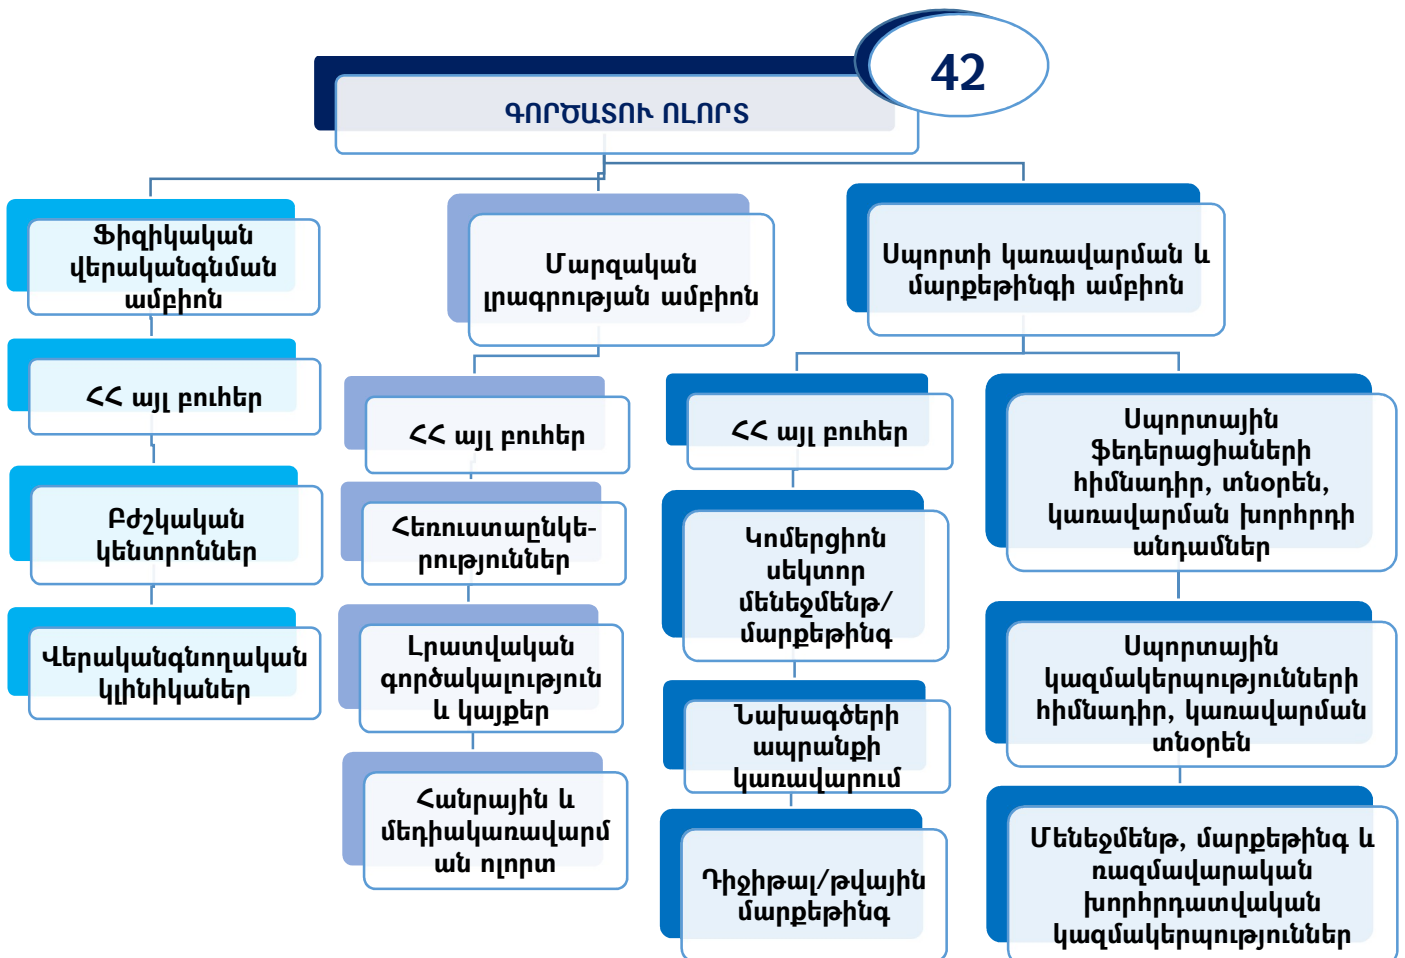 42
ԳՈՐԾԱՏՈՒ ՈԼՈՐՏ
Ֆիզիկական
վերականգնման
ամբիոն
ՀՀ այլ բուհեր
Բժշկական
կենտրոններ
Վերականգնողական
կլինիկաներ
Մարզական
լրագրության ամբիոն
ՀՀ այլ բուհեր
Հեռուստաընկե-
րություններ
Լրատվական
գործակալություն
և կայքեր
Հանրային և
մեդիակառավարմ
ան ոլորտ
Սպորտի կառավարման և
մարքեթինգի ամբիոն
ՀՀ այլ բուհեր
Կոմերցիոն
սեկտոր
մենեջմենթ/
մարքեթինգ
Նախագծերի
ապրանքի
կառավարում
Դիջիթալ/թվային
մարքեթինգ
Սպորտային
ֆեդերացիաների
հիմնադիր, տնօրեն,
կառավարման խորհրդի
անդամներ
Սպորտային
կազմակերպությունների
հիմնադիր, կառավարման
տնօրեն
Մենեջմենթ, մարքեթինգ և
ռազմավարական
խորհրդատվական
կազմակերպություններ